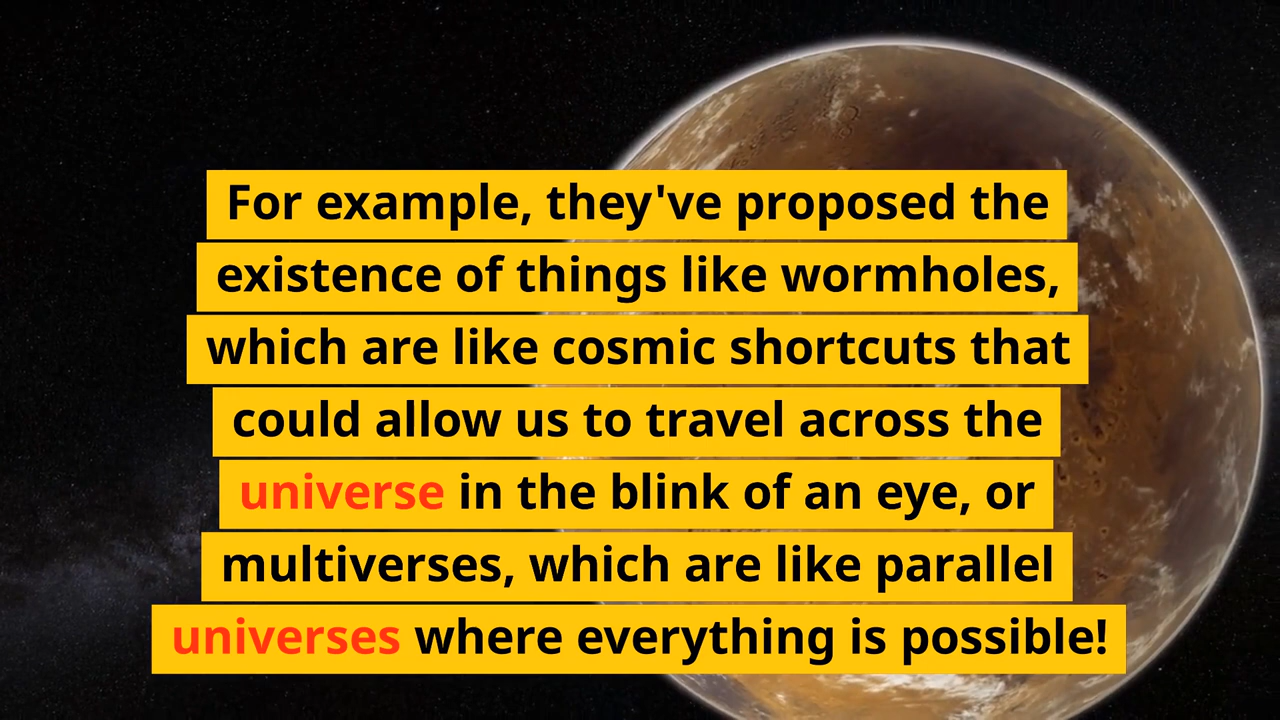 For example, they've proposed the
existence of things like wormholes,
which are like cosmic shortcuts that
could allow us to travel across the
universe in the blink of an eye, or
multiverses, which are like parallel
universes where everything is possible!